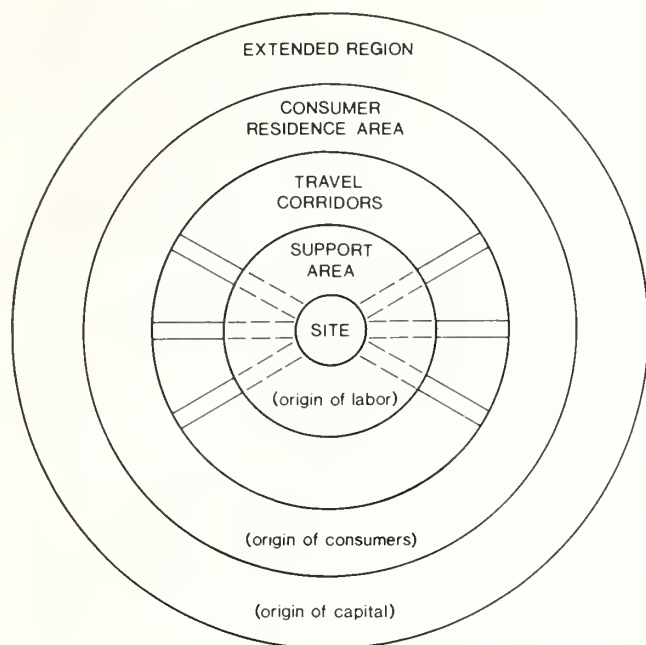 EXTENDED REGION
CONSUMER
RESIDENCE AREA
TRAVEL
CORRIDORS
SUPPORT
AREA
SITE
(origin of labor)
(origin of consumers)
(origin of capital)